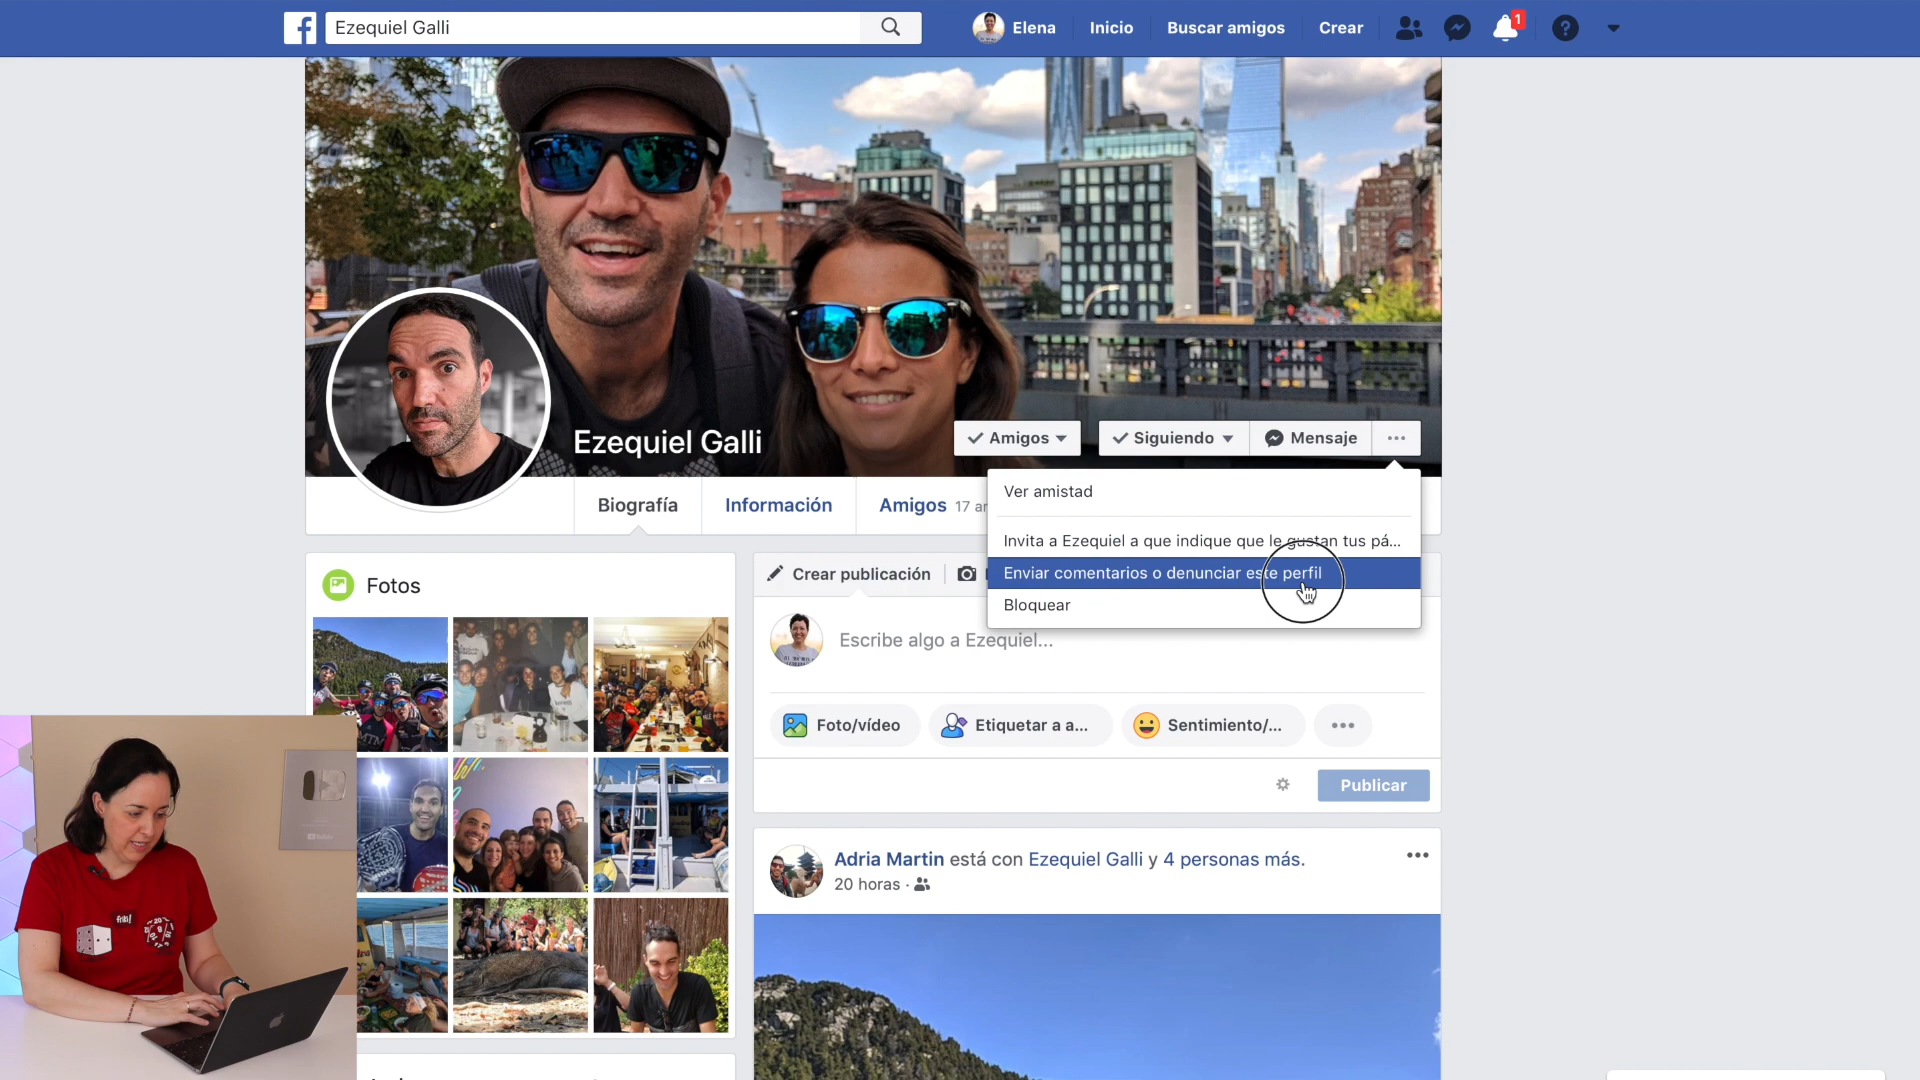 Ezequiel Galli
Elena
Inicio
Buscar amigos
Crear
1
Ezequiel Galli
Amigos
Siguiendo
Mensaje
Ver amistad
Invita a Ezequiel a que indique que le gustan tus pá...
Enviar comentarios o denunciar este perfil
Bloquear
Biografía
Información
Amigos 17
Fotos
Crear publicación
Escribe algo a Ezequiel...
Foto/vídeo
Etiquetar a a...
Sentimiento/...
Publicar
Adria Martin está con Ezequiel Galli y 4 personas más.
20 horas ·
friki!